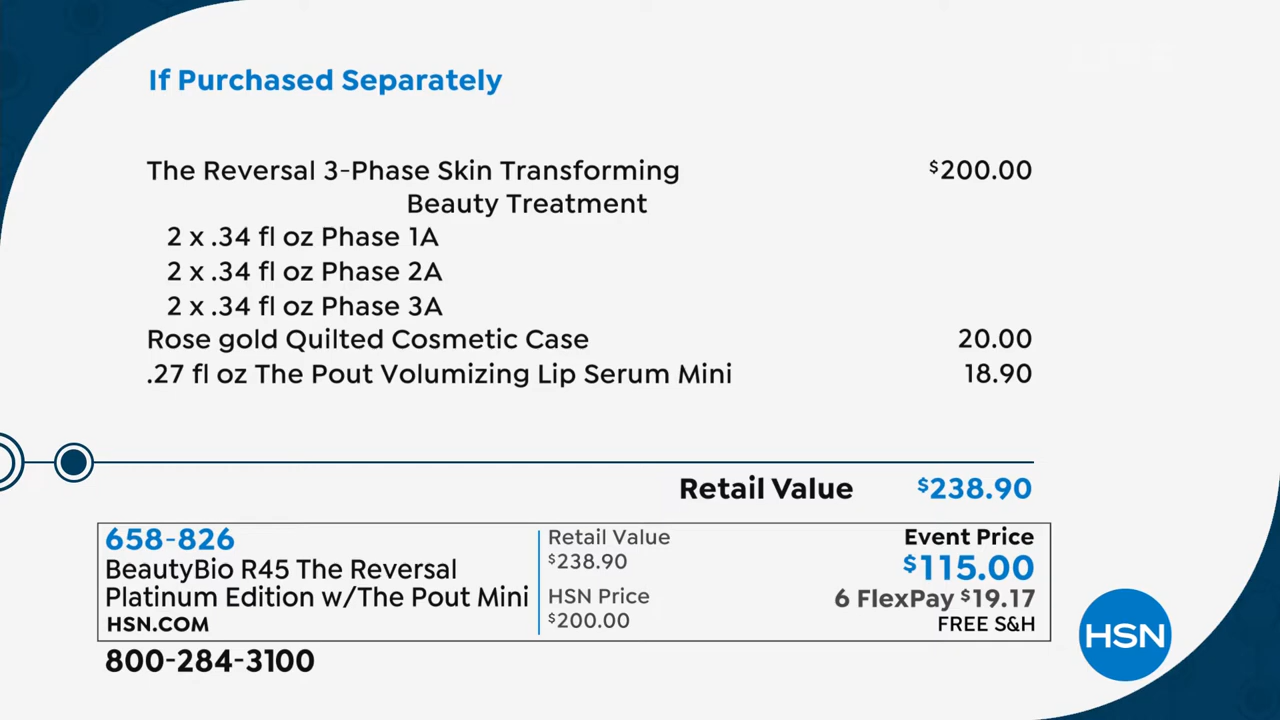 If Purchased Separately
The Reversal 3-Phase Skin Transforming $200.00
Beauty Treatment
2 x .34 fl oz Phase 1A
2 x .34 fl oz Phase 2A
2 x .34 fl oz Phase 3A
Rose gold Quilted Cosmetic Case 20.00
.27 fl oz The Pout Volumizing Lip Serum Mini 18.90
Retail Value $238.90
658-826
BeautyBio R45 The Reversal
Platinum Edition w/The Pout Mini
HSN.COM
Retail Value
$238.90
HSN Price
$200.00
Event Price
$115.00
6 FlexPay $19.17
FREE S&H
HSN
800-284-3100